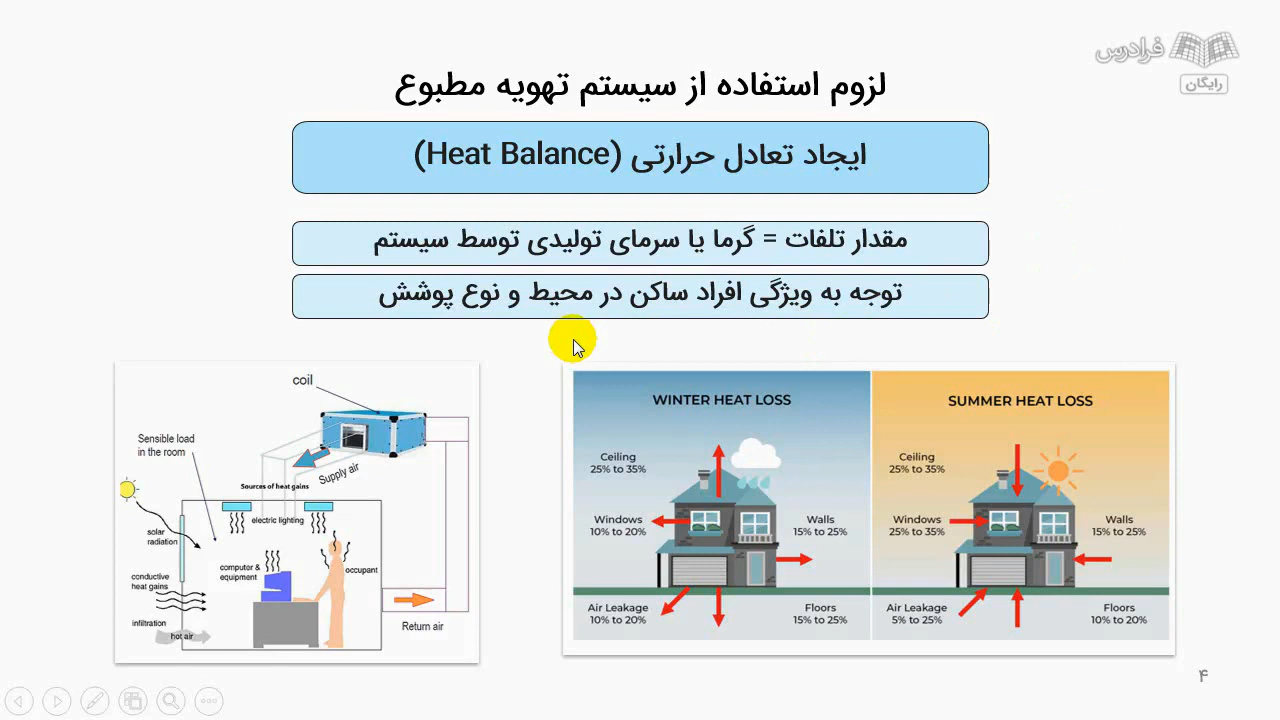 فرادرس
رایگان
لزوم استفاده از سیستم تهویه مطبوع
ایجاد تعادل حرارتی (Heat Balance)
مقدار تلفات = گرما یا سرمای تولیدی توسط سیستم
توجه به ویژگی افراد ساکن در محیط و نوع پوشش
coil
Sensible load
in the room
Supply air
Sources of heat gains
electric lighting
solar
radiation
computer &
equipment
occupant
conductive
heat gains
infiltration
hot air
Return air
WINTER HEAT LOSS
Ceiling
25% to 35%
Windows
10% to 20%
Walls
15% to 25%
Air Leakage
10% to 20%
Floors
15% to 25%
SUMMER HEAT LOSS
Ceiling
25% to 35%
Windows
25% to 35%
Walls
15% to 25%
Air Leakage
5% to 25%
Floors
10% to 20%
۴